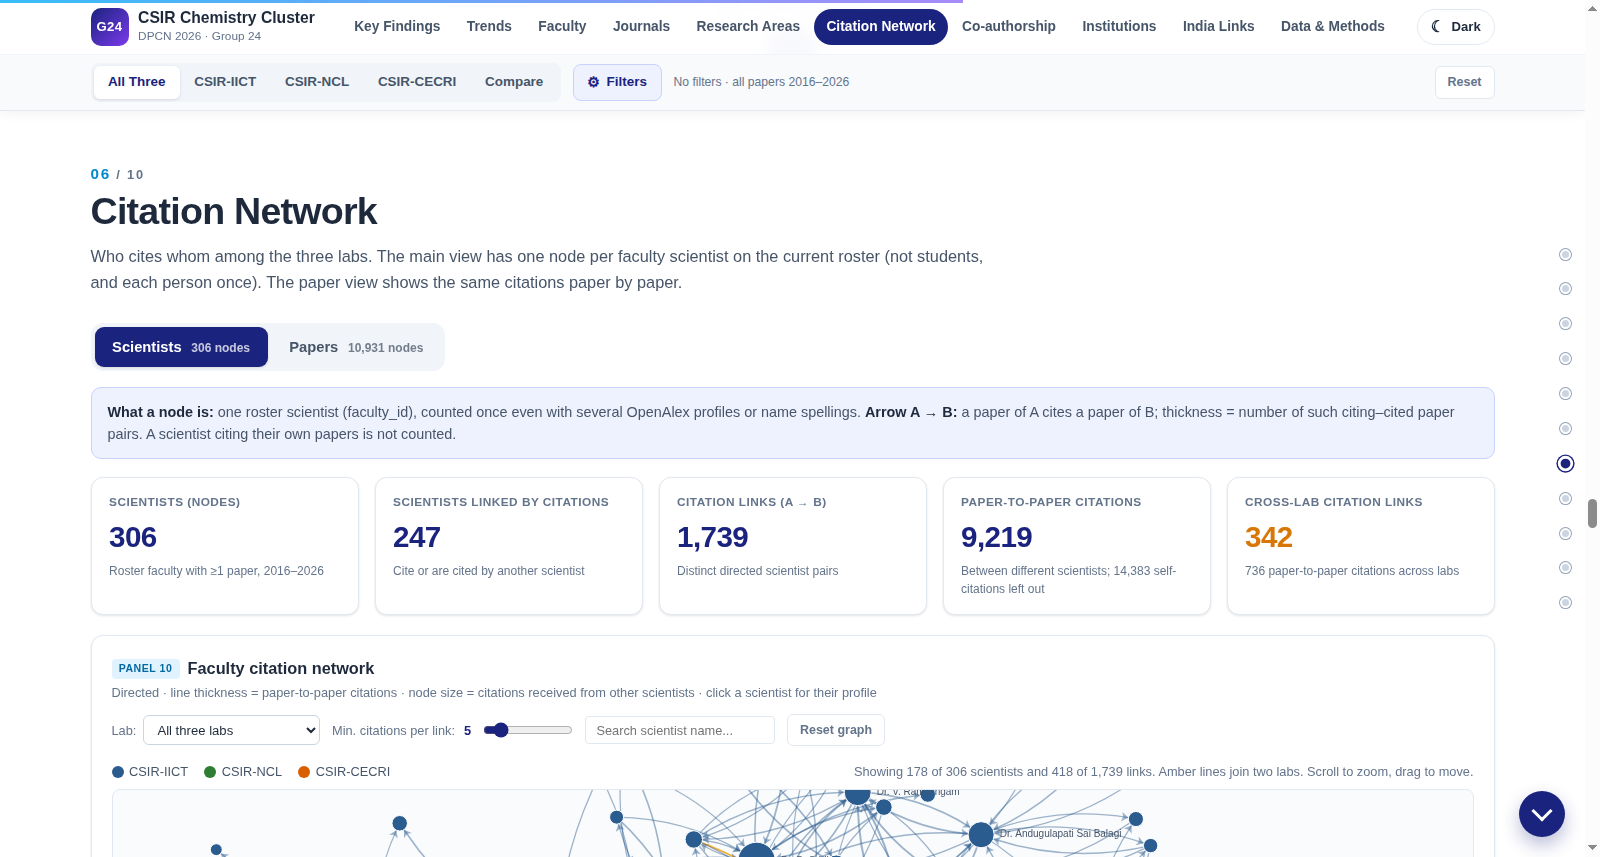 G24
CSIR Chemistry Cluster
DPCN 2026 · Group 24
Key Findings
Trends
Faculty
Journals
Research Areas
Citation Network
Co-authorship
Institutions
India Links
Data & Methods
☾ Dark
All Three
CSIR-IICT
CSIR-NCL
CSIR-CECRI
Compare
⚙ Filters
No filters · all papers 2016–2026
Reset
06 / 10
Citation Network
Who cites whom among the three labs. The main view has one node per faculty scientist on the current roster (not students,
and each person once). The paper view shows the same citations paper by paper.
Scientists 306 nodes
Papers 10,931 nodes
What a node is: one roster scientist (faculty_id), counted once even with several OpenAlex profiles or name spellings. Arrow A → B: a paper of A cites a paper of B; thickness = number of such citing–cited paper
pairs. A scientist citing their own papers is not counted.
SCIENTISTS (NODES)
306
Roster faculty with ≥1 paper, 2016–2026
SCIENTISTS LINKED BY CITATIONS
247
Cite or are cited by another scientist
CITATION LINKS (A → B)
1,739
Distinct directed scientist pairs
PAPER-TO-PAPER CITATIONS
9,219
Between different scientists; 14,383 self-
citations left out
CROSS-LAB CITATION LINKS
342
736 paper-to-paper citations across labs
PANEL 10 Faculty citation network
Directed · line thickness = paper-to-paper citations · node size = citations received from other scientists · click a scientist for their profile
Lab: All three labs
Min. citations per link: 5
Search scientist name...
Reset graph
CSIR-IICT
CSIR-NCL
CSIR-CECRI
Showing 178 of 306 scientists and 418 of 1,739 links. Amber lines join two labs. Scroll to zoom, drag to move.
Dr. V.
Dr. Andugulapati Sai Balagi